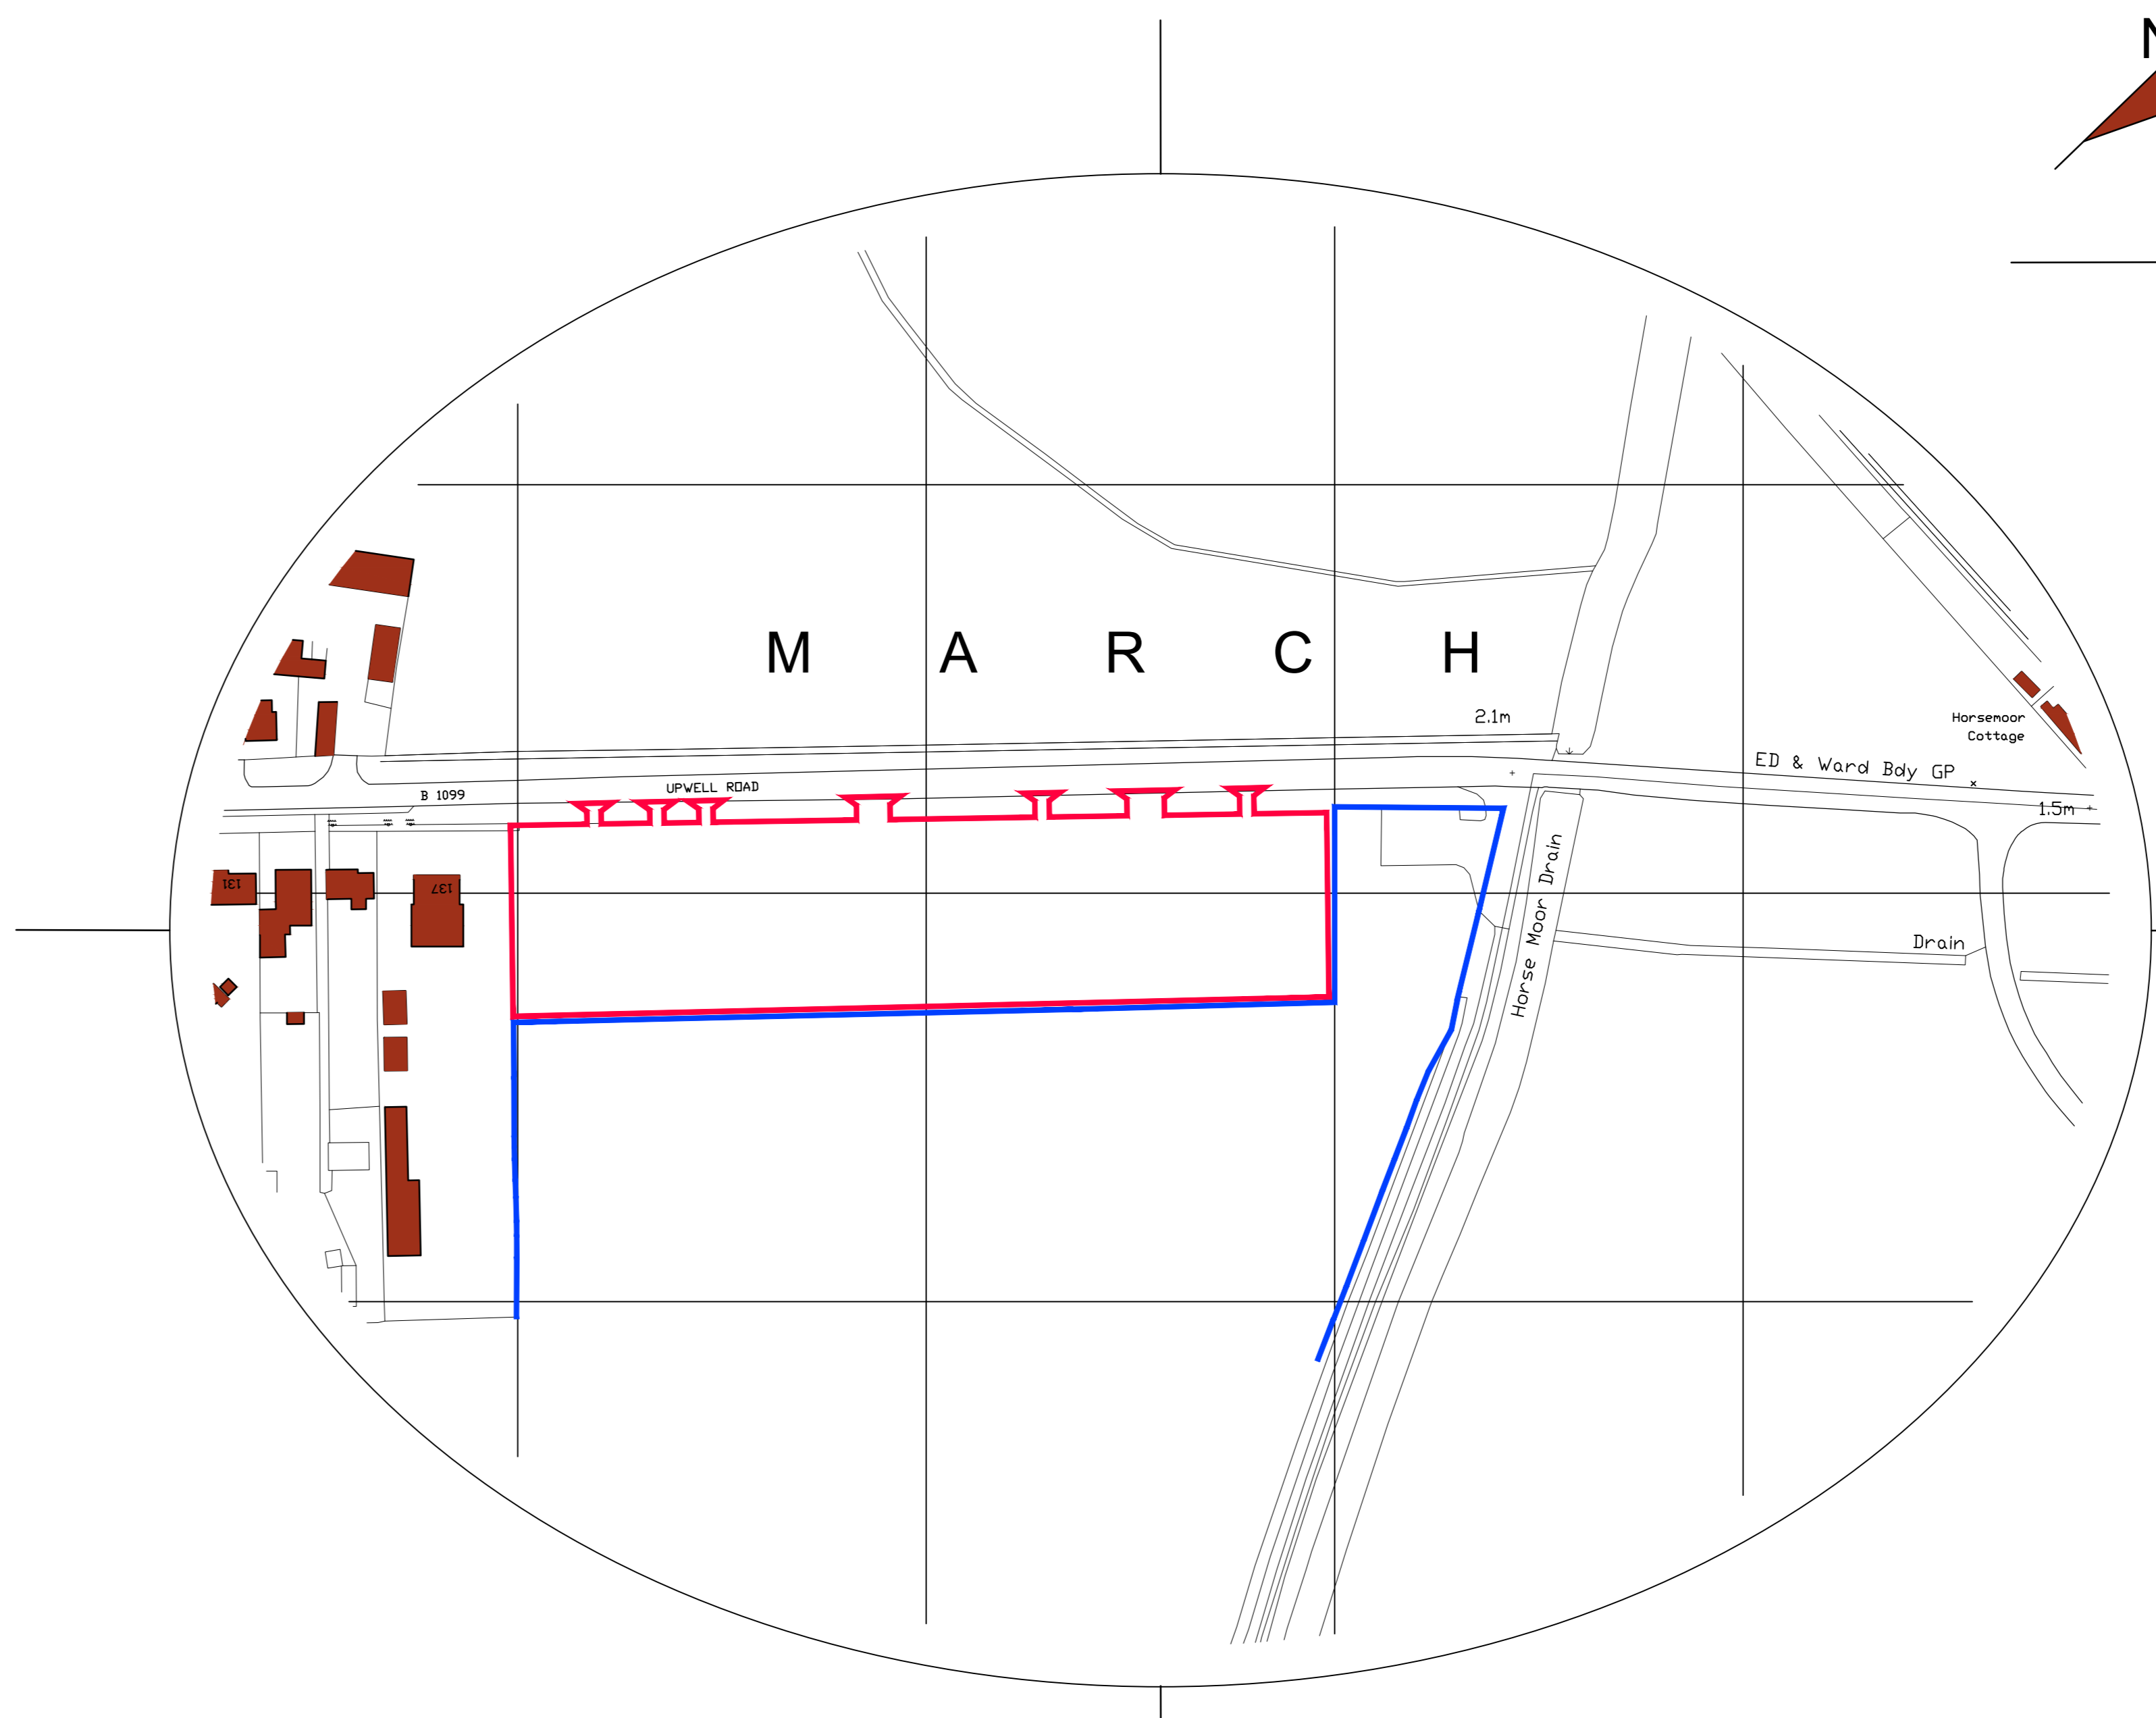 N
M A R C H
2.1m
Horsemoor
Cottage
ED & Ward Bdy GP
UPWELL ROAD
B 1099
1.5m
131
137
Horse Moor Drain
Drain